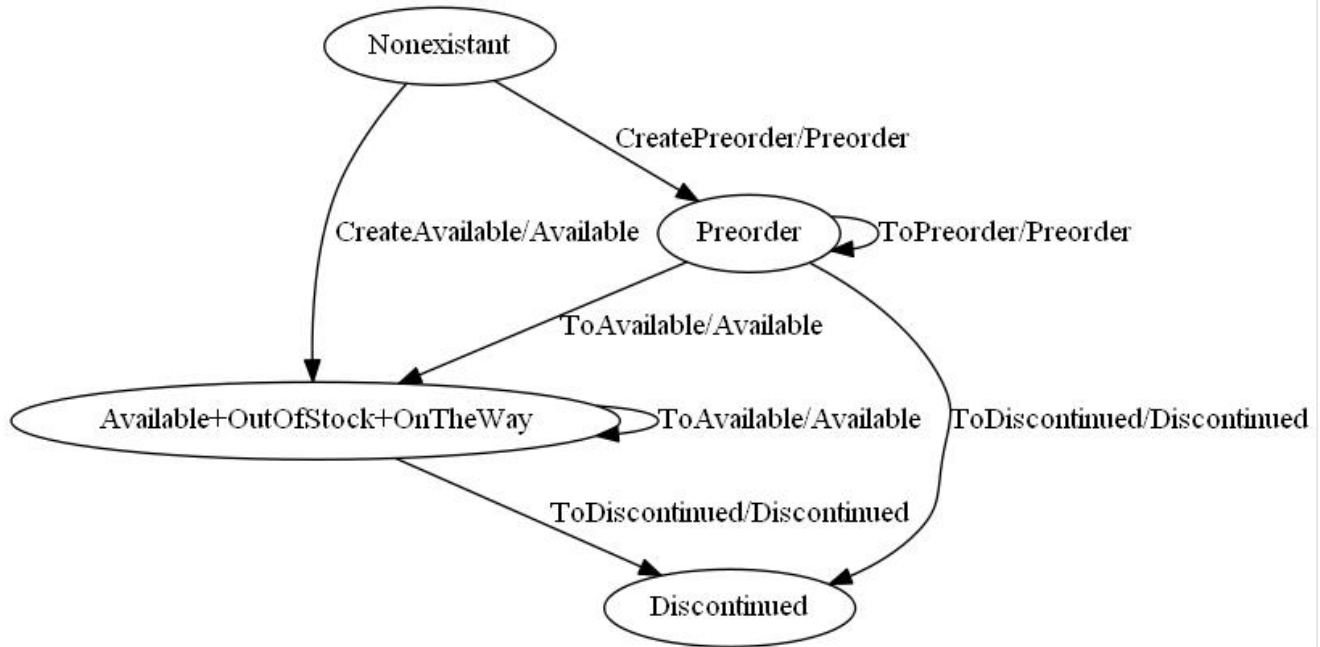 Nonexistant
CreatePreorder/Preorder
CreateAvailable/Available
Preorder
ToPreorder/Preorder
ToAvailable/Available
Available+OutOfStock+OnTheWay
ToAvailable/Available
ToDiscontinued/Discontinued
ToDiscontinued/Discontinued
Discontinued